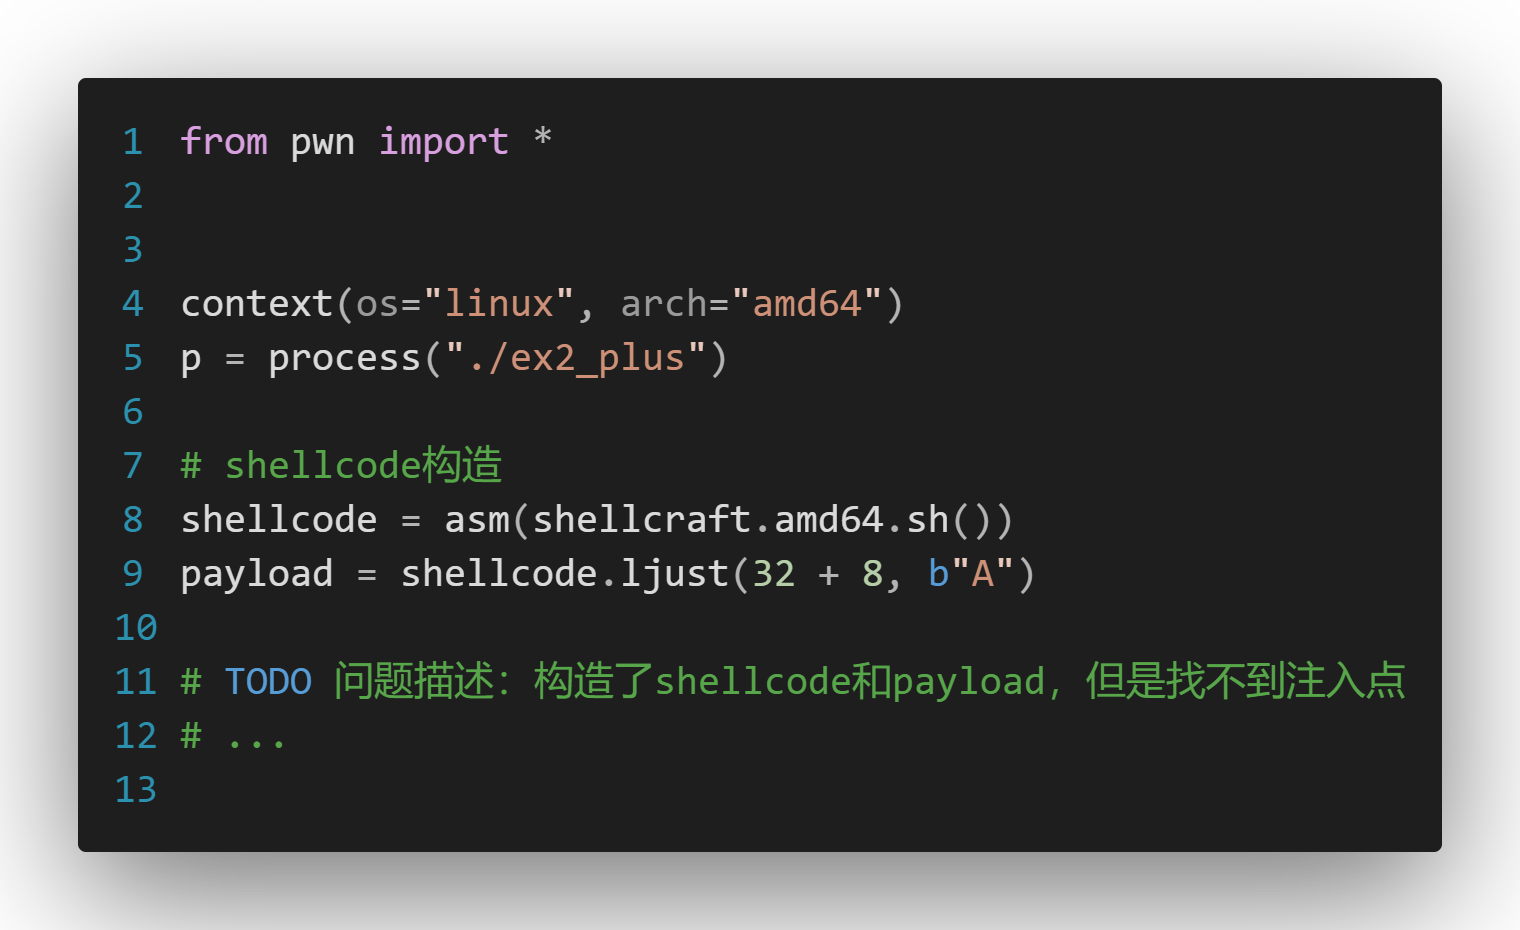 1 from pwn import *
2
3
4 context(os="linux", arch="amd64")
5 p = process("./ex2_plus")
6
7 # shellcode构造
8 shellcode = asm(shellcraft.amd64.sh())
9 payload = shellcode.ljust(32 + 8, b"A")
10
11 # TODO 问题描述：构造了shellcode和payload，但是找不到注入点
12 # ...
13